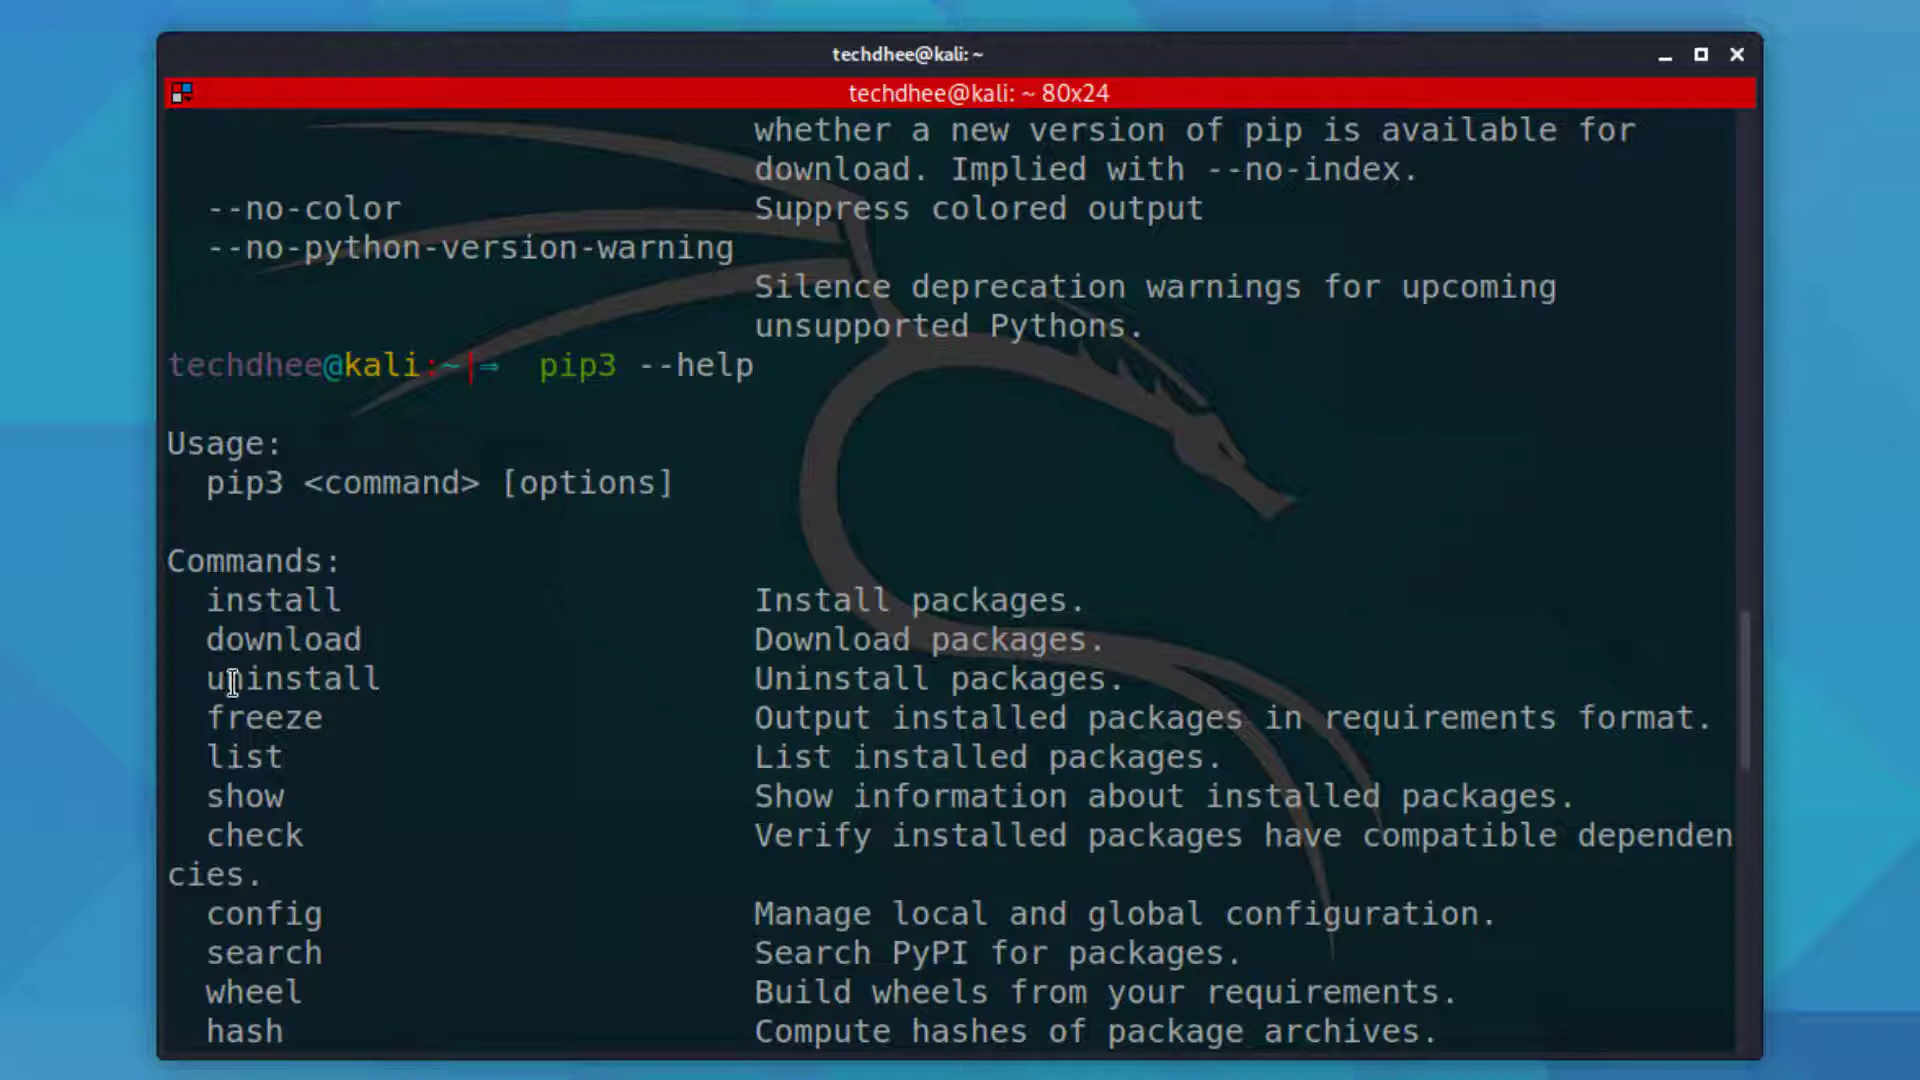 techdhee@kali: ~
techdhee@kali: ~ 80x24
whether a new version of pip is available for
download. Implied with --no-index.
--no-color Suppress colored output
--no-python-version-warning
Silence deprecation warnings for upcoming
unsupported Pythons.
techdhee@kali:~|⇒ pip3 --help
Usage:
pip3 <command> [options]
Commands:
install Install packages.
download Download packages.
uninstall Uninstall packages.
freeze Output installed packages in requirements format.
list List installed packages.
show Show information about installed packages.
check Verify installed packages have compatible dependen
cies.
config Manage local and global configuration.
search Search PyPI for packages.
wheel Build wheels from your requirements.
hash Compute hashes of package archives.